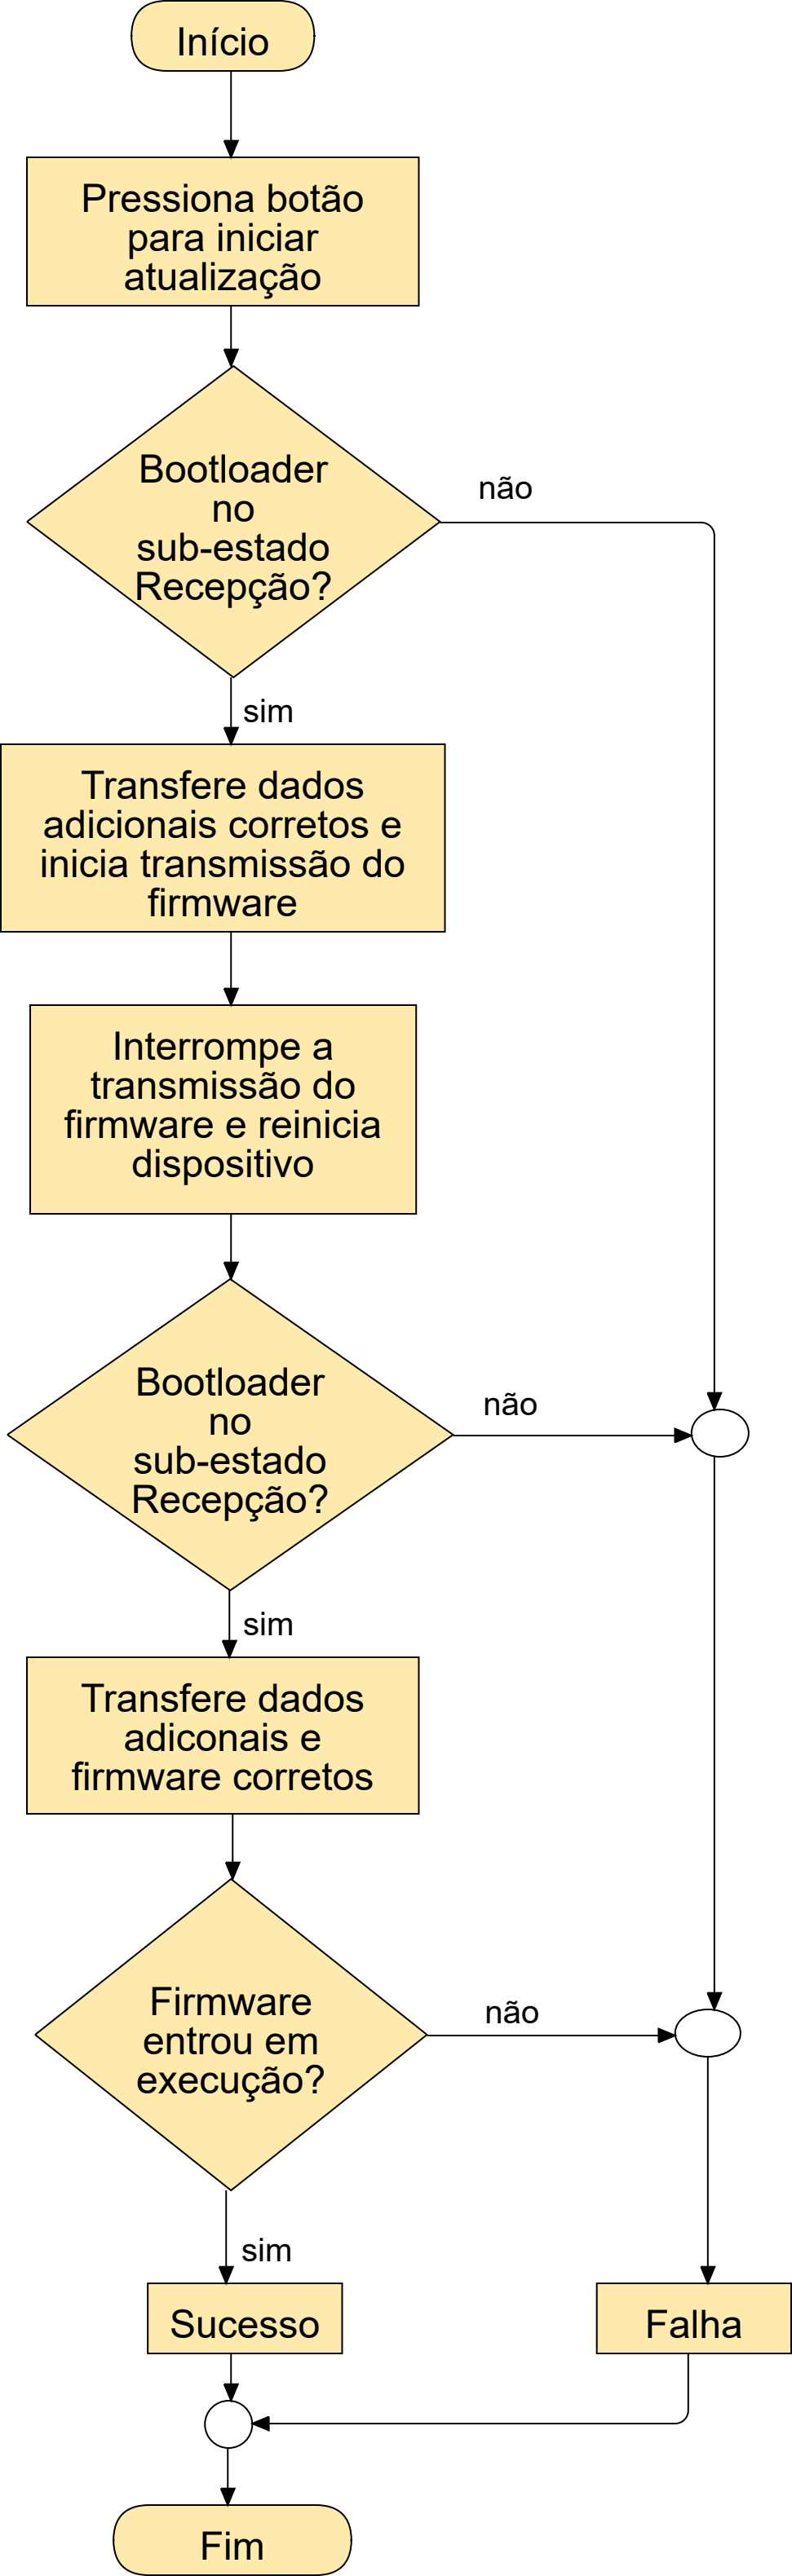 Início
Pressiona botão
para iniciar
atualização
Bootloader
no
sub-estado
Recepção?
não
sim
Transfere dados
adicionais corretos e
inicia transmissão do
firmware
Interrompe a
transmissão do
firmware e reinicia
dispositivo
Bootloader
no
sub-estado
Recepção?
não
sim
Transfere dados
adiconais e
firmware corretos
Firmware
entrou em
execução?
não
sim
Sucesso
Falha
Fim